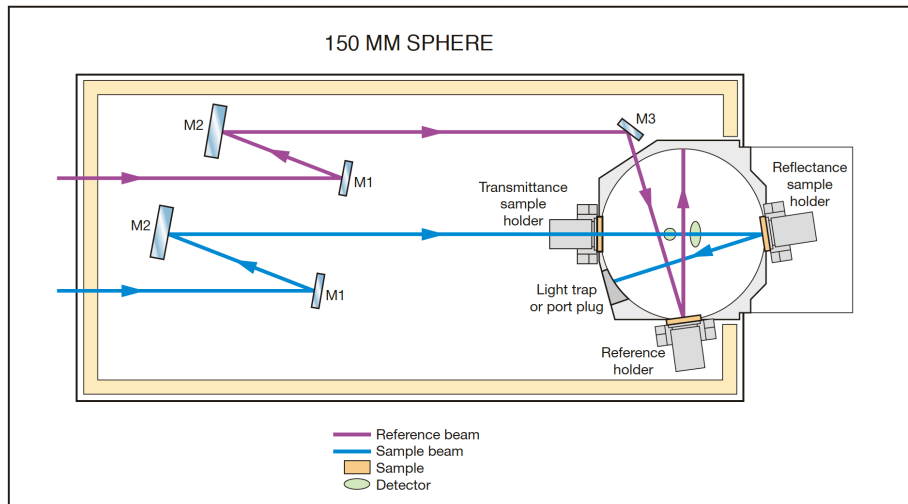 150 MM SPHERE
M2
M3
M1
Transmittance
sample
holder
Reflectance
sample
holder
M2
M1
Light trap
or port plug
Reference
holder
Reference beam
Sample beam
Sample
Detector